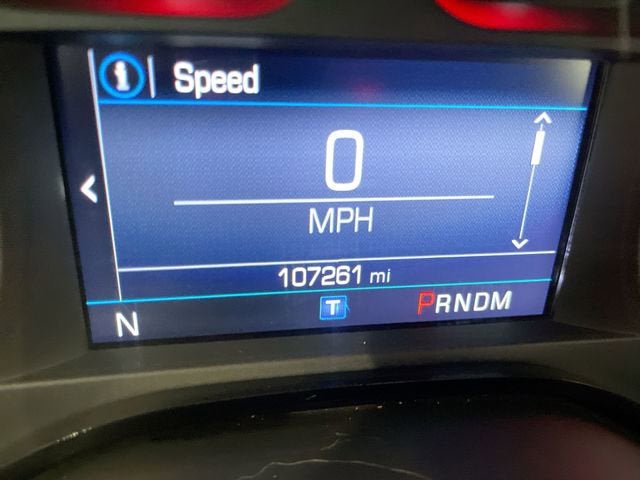 i Speed
0
MPH
107261 mi
N T PRNDM